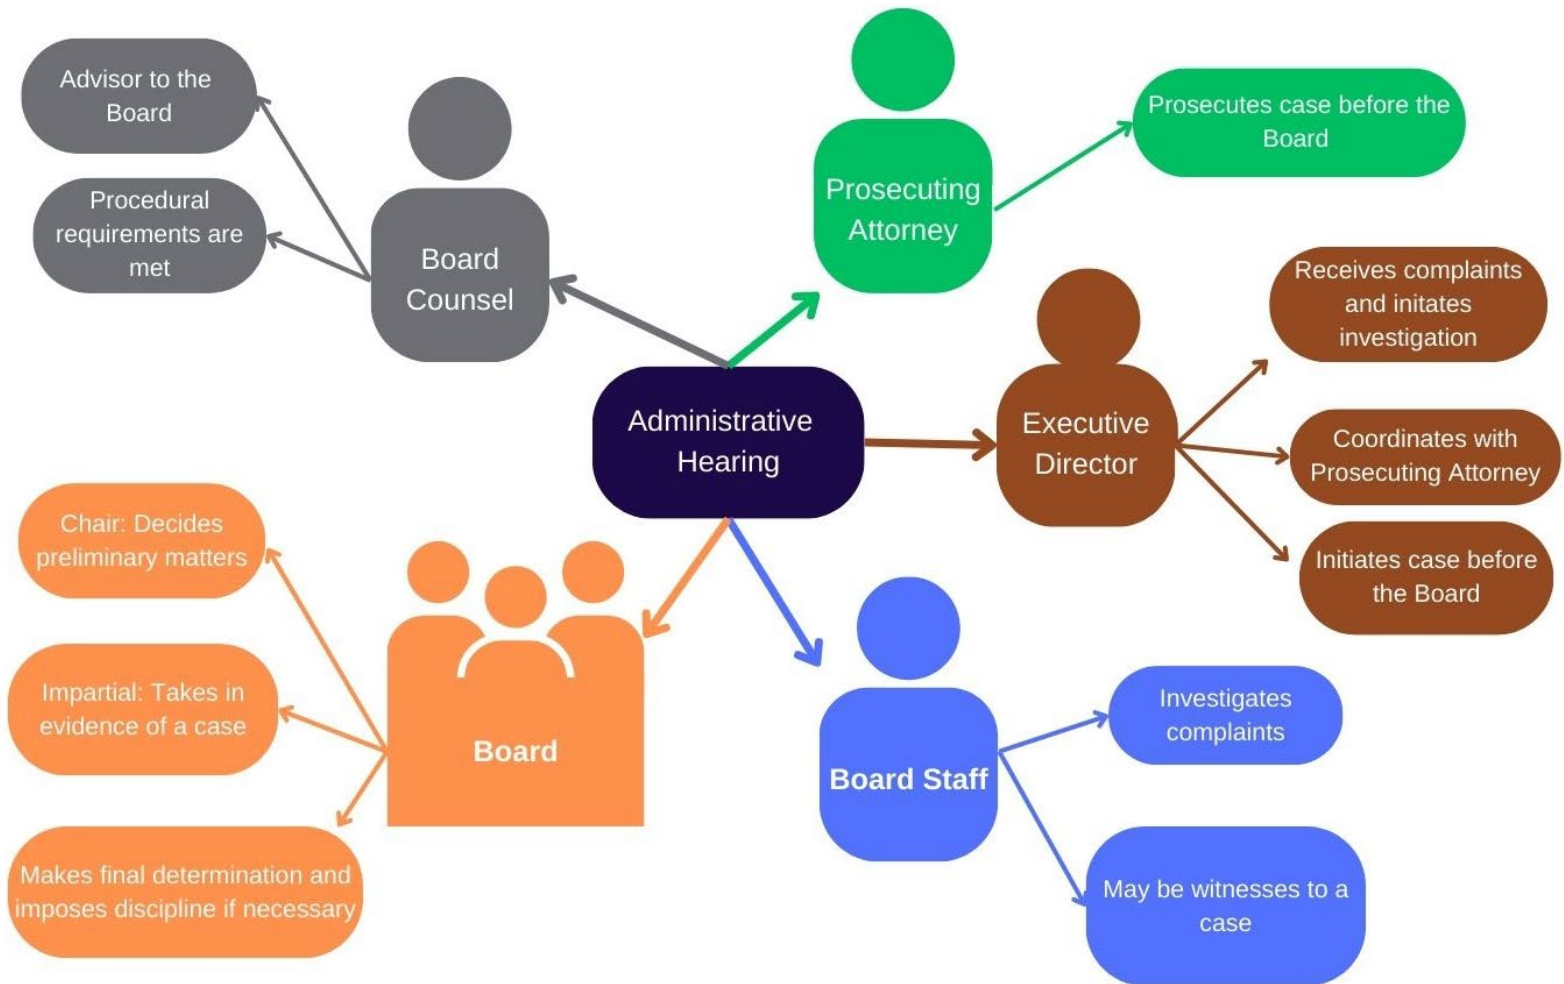 Advisor to the
Board
Procedural
requirements are
met
Board
Counsel
Prosecuting
Attorney
Prosecutes case before the
Board
Administrative
Hearing
Executive
Director
Receives complaints
and initates
investigation
Coordinates with
Prosecuting Attorney
Initiates case before
the Board
Chair: Decides
preliminary matters
Impartial: Takes in
evidence of a case
Makes final determination and
imposes discipline if necessary
Board
Board Staff
Investigates
complaints
May be witnesses to a
case